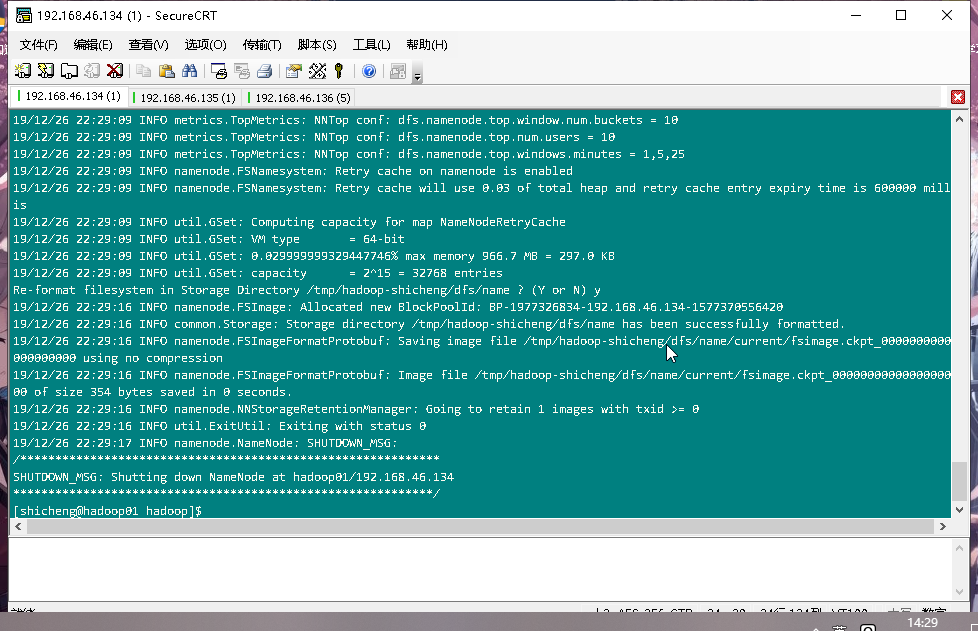 192.168.46.134 (1) - SecureCRT
文件(F) 编辑(E) 查看(V) 选项(O) 传输(T) 脚本(S) 工具(L) 帮助(H)
192.168.46.134 (1) 192.168.46.135 (1) 192.168.46.136 (5)
19/12/26 22:29:09 INFO metrics.TopMetrics: NNTop conf: dfs.namenode.top.window.num.buckets = 10
19/12/26 22:29:09 INFO metrics.TopMetrics: NNTop conf: dfs.namenode.top.num.users = 10
19/12/26 22:29:09 INFO metrics.TopMetrics: NNTop conf: dfs.namenode.top.windows.minutes = 1,5,25
19/12/26 22:29:09 INFO namenode.FSNamesystem: Retry cache on namenode is enabled
19/12/26 22:29:09 INFO namenode.FSNamesystem: Retry cache will use 0.03 of total heap and retry cache entry expiry time is 600000 mill
is
19/12/26 22:29:09 INFO util.GSet: Computing capacity for map NameNodeRetryCache
19/12/26 22:29:09 INFO util.GSet: VM type       = 64-bit
19/12/26 22:29:09 INFO util.GSet: 0.029999999329447746% max memory 966.7 MB = 297.0 KB
19/12/26 22:29:09 INFO util.GSet: capacity      = 2^15 = 32768 entries
Re-format filesystem in Storage Directory /tmp/hadoop-shicheng/dfs/name ? (Y or N) y
19/12/26 22:29:16 INFO namenode.FSImage: Allocated new BlockPoolId: BP-1977326834-192.168.46.134-1577370556420
19/12/26 22:29:16 INFO common.Storage: Storage directory /tmp/hadoop-shicheng/dfs/name has been successfully formatted.
19/12/26 22:29:16 INFO namenode.FSImageFormatProtobuf: Saving image file /tmp/hadoop-shicheng/dfs/name/current/fsimage.ckpt_0000000000
000000000 using no compression
19/12/26 22:29:16 INFO namenode.FSImageFormatProtobuf: Image file /tmp/hadoop-shicheng/dfs/name/current/fsimage.ckpt_00000000000000000
00 of size 354 bytes saved in 0 seconds.
19/12/26 22:29:16 INFO namenode.NNStorageRetentionManager: Going to retain 1 images with txid >= 0
19/12/26 22:29:16 INFO util.ExitUtil: Exiting with status 0
19/12/26 22:29:17 INFO namenode.NameNode: SHUTDOWN_MSG:
/************************************************************
SHUTDOWN_MSG: Shutting down NameNode at hadoop01/192.168.46.134
************************************************************/
[shicheng@hadoop01 hadoop]$
14:29